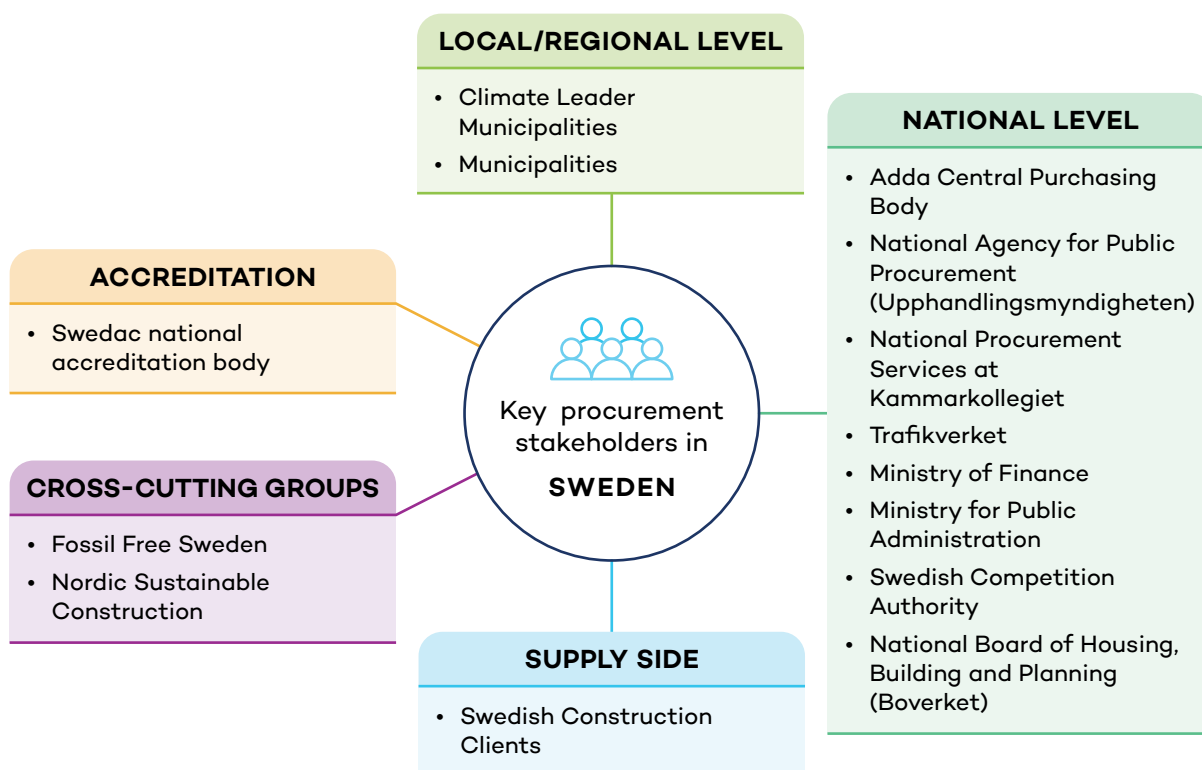 LOCAL/REGIONAL LEVEL
• Climate Leader
Municipalities
• Municipalities
NATIONAL LEVEL
• Adda Central Purchasing
Body
• National Agency for Public
Procurement
(Upphandlingsmyndigheten)
• National Procurement
Services at
Kammarkollegiet
• Trafikverket
• Ministry of Finance
• Ministry for Public
Administration
• Swedish Competition
Authority
• National Board of Housing,
Building and Planning
(Boverket)
ACCREDITATION
• Swedac national
accreditation body
Key procurement
stakeholders in
SWEDEN
CROSS-CUTTING GROUPS
• Fossil Free Sweden
• Nordic Sustainable
Construction
SUPPLY SIDE
• Swedish Construction
Clients